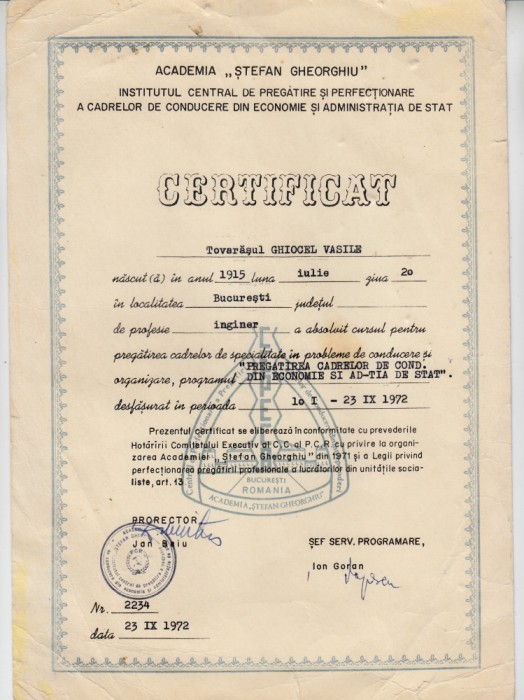 ACADEMIA „ŞTEFAN GHEORGHIU"
INSTITUTUL CENTRAL DE PREGĂTIRE ŞI PERFECŢIONARE
A CADRELOR DE CONDUCERE DIN ECONOMIE ŞI ADMINISTRAŢIA DE STAT
CERTIFICAT
Tovarăşul GHIOCEL VASILE
născut(ă) în anul 1915 luna iulie ziua 2o
în localitatea Bucureşti judeţul
de profesie inginer a absolvit cursul pentru
pregătirea cadrelor de specialitate în probleme de conducere şi
organizare, programul "PREGĂTIREA CADRELOR DE COND.
DIN ECONOMIE SI AD-TIA DE STAT".
desfăşurat în perioada lo I - 23 IX 1972
Prezentul certificat se eliberează în conformitate cu prevederile
Hotărîrii Comitetului Executiv al C.C. al P.C.R. cu privire la organi-
zarea Academiei „Ştefan Gheorghiu" din 1971 şi a Legii privind
perfecţionarea pregătirii profesionale a lucrătorilor din unităţile socia-
liste, art. 13.
BUCUREŞTI
ROMANIA
ACADEMIA „ŞTEFAN GHEORGHIU"
PRORECTOR,
Jan Baiu
ŞEF SERV. PROGRAMARE,
Ion Goran
Nr. 2234
data 23 IX 1972